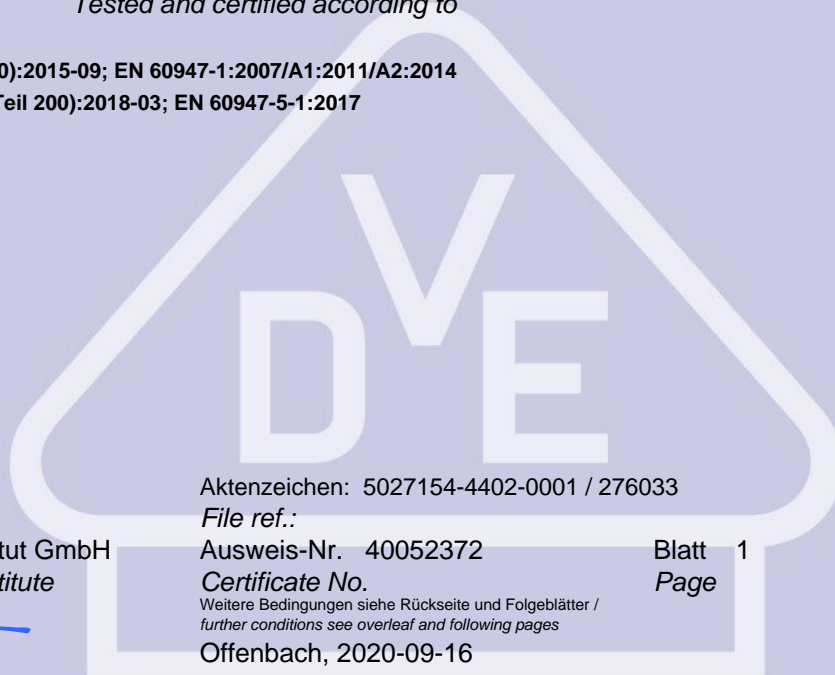 Tested and certified according to
0):2015-09; EN 60947-1:2007/A1:2011/A2:2014
Teil 200):2018-03; EN 60947-5-1:2017
VDE
Aktenzeichen: 5027154-4402-0001 / 276033
File ref.:
tut GmbH Ausweis-Nr. 40052372 Blatt 1
titute Certificate No. Page
Weitere Bedingungen siehe Rückseite und Folgeblätter /
further conditions see overleaf and following pages
Offenbach, 2020-09-16